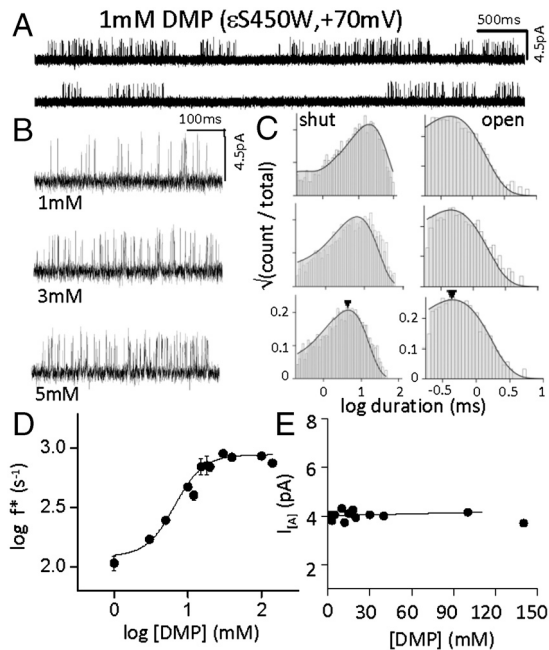 A 1mM DMP (εS450W,+70mV) 500ms
4.5pA
B 100ms
4.5pA
1mM
3mM
5mM
C shut open
√(count / total)
0.2
0.1
0
0.2
0.1
0
0 1 2
-0.5 0 0.5 1
log duration (ms)
D
3.0
2.5
2.0
log f* (s⁻¹)
0 1 2
log [DMP] (mM)
E
8
6
4
2
I[A] (pA)
0 30 60 90 120 150
[DMP] (mM)